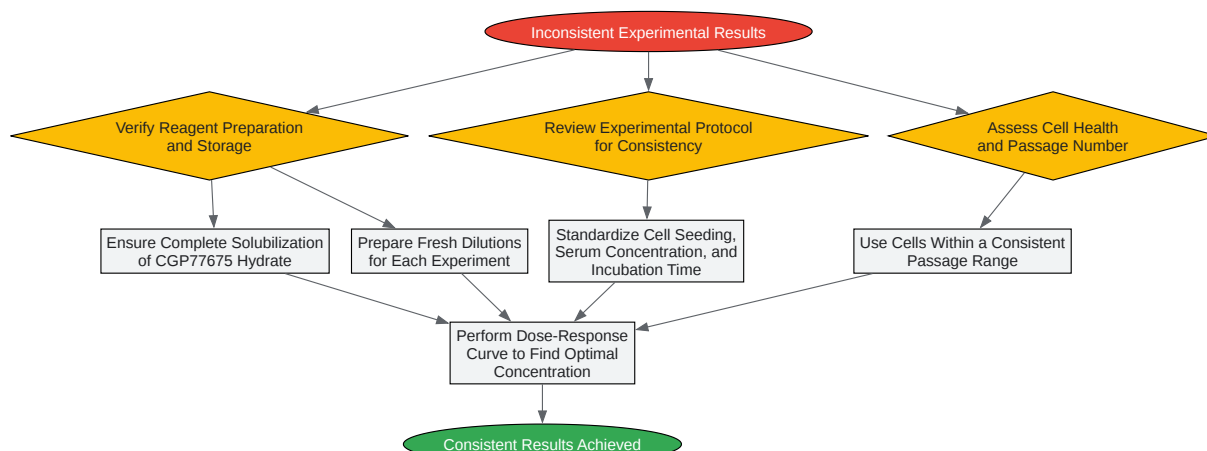 Inconsistent Experimental Results
Verify Reagent Preparation
and Storage
Review Experimental Protocol
for Consistency
Assess Cell Health
and Passage Number
Ensure Complete Solubilization
of CGP77675 Hydrate
Prepare Fresh Dilutions
for Each Experiment
Standardize Cell Seeding,
Serum Concentration, and
Incubation Time
Use Cells Within a Consistent
Passage Range
Perform Dose-Response
Curve to Find Optimal
Concentration
Consistent Results Achieved